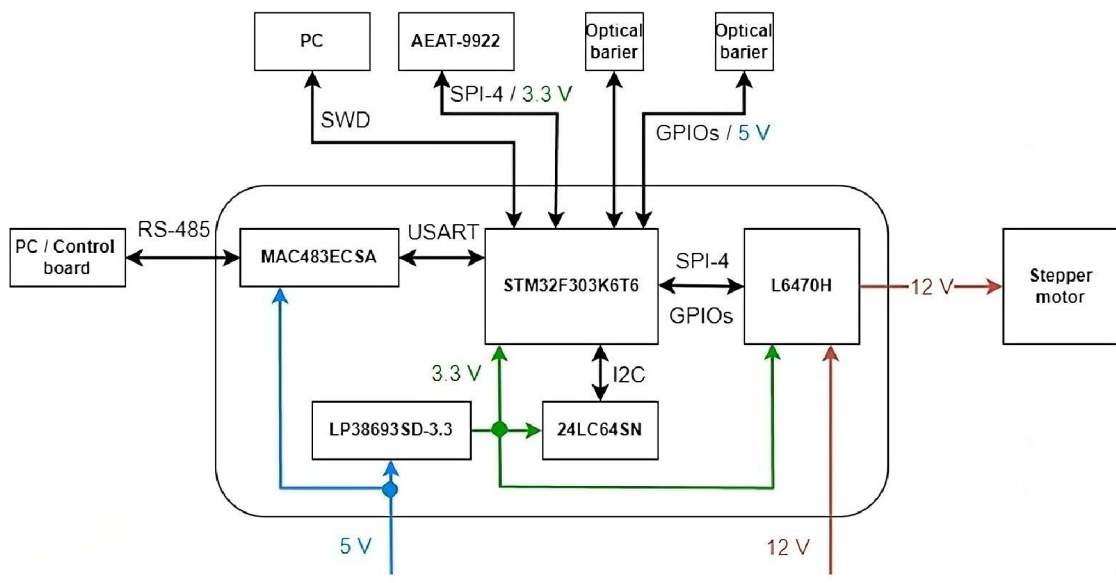 PC
AEAT-9922
Optical
barier
Optical
barier
SPI-4 / 3.3 V
SWD
GPIOs / 5 V
RS-485
USART
PC / Control
board
MAC483ECSA
STM32F303K6T6
SPI-4
GPIOs
L6470H
12 V
Stepper
motor
3.3 V
I2C
LP38693SD-3.3
24LC64SN
5 V
12 V